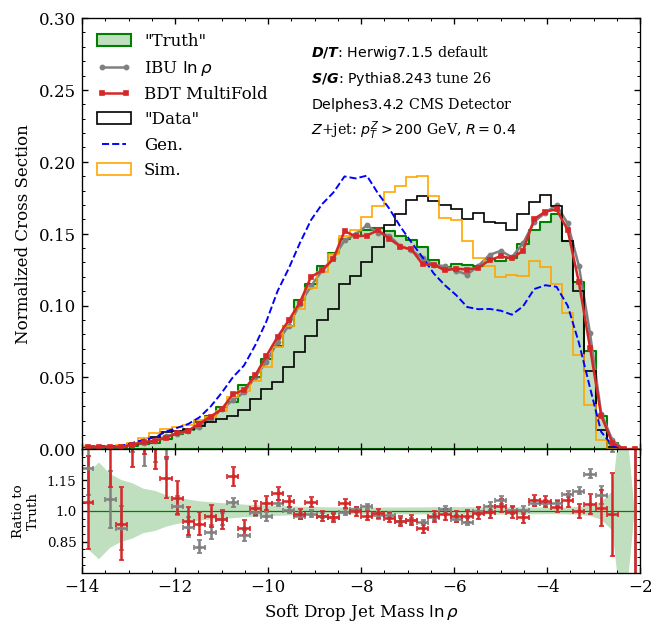 0.30
0.25
0.20
0.15
0.10
0.05
0.00
Normalized Cross Section
"Truth"
IBU ln ρ
BDT MultiFold
"Data"
Gen.
Sim.
D/T: Herwig7.1.5 default
S/G: Pythia8.243 tune 26
Delphes3.4.2 CMS Detector
Z+jet: p_T^Z > 200 GeV, R = 0.4
1.15
1.0
0.85
Ratio to
Truth
−14 −12 −10 −8 −6 −4 −2
Soft Drop Jet Mass ln ρ